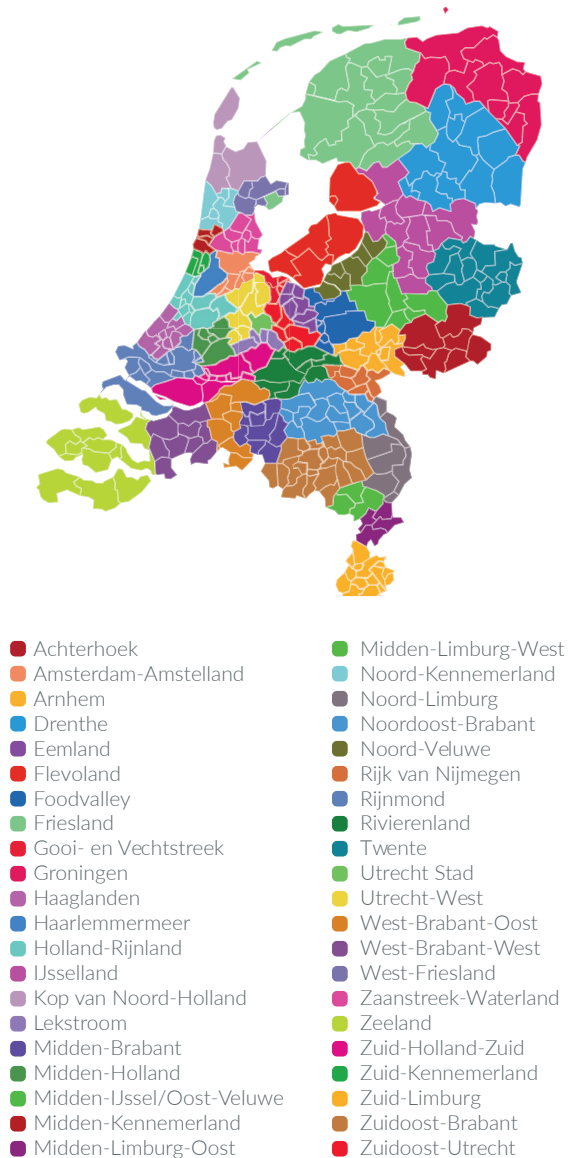 Achterhoek
Amsterdam-Amstelland
Arnhem
Drenthe
Eemland
Flevoland
Foodvalley
Friesland
Gooi- en Vechtstreek
Groningen
Haaglanden
Haarlemmermeer
Holland-Rijnland
IJsselland
Kop van Noord-Holland
Lekstroom
Midden-Brabant
Midden-Holland
Midden-IJssel/Oost-Veluwe
Midden-Kennemerland
Midden-Limburg-Oost
Midden-Limburg-West
Noord-Kennemerland
Noord-Limburg
Noordoost-Brabant
Noord-Veluwe
Rijk van Nijmegen
Rijnmond
Rivierenland
Twente
Utrecht Stad
Utrecht-West
West-Brabant-Oost
West-Brabant-West
West-Friesland
Zaanstreek-Waterland
Zeeland
Zuid-Holland-Zuid
Zuid-Kennemerland
Zuid-Limburg
Zuidoost-Brabant
Zuidoost-Utrecht